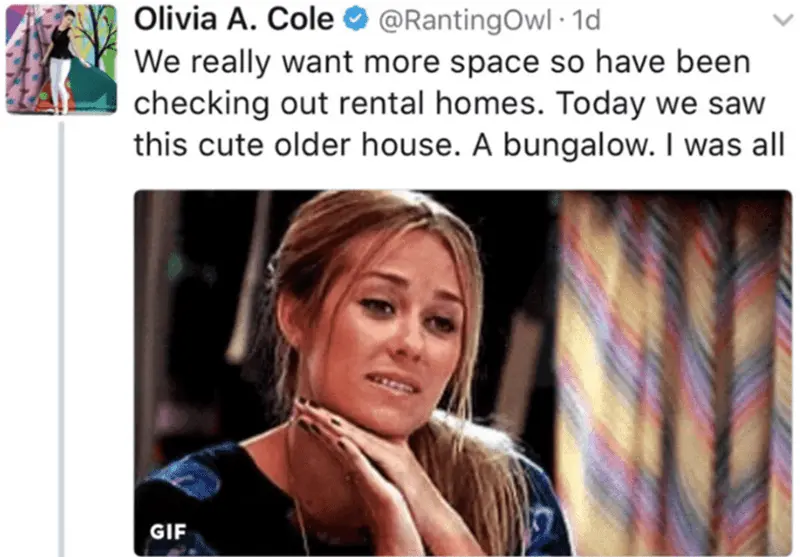 Olivia A. Cole @RantingOwl · 1d
We really want more space so have been
checking out rental homes. Today we saw
this cute older house. A bungalow. I was all
GIF